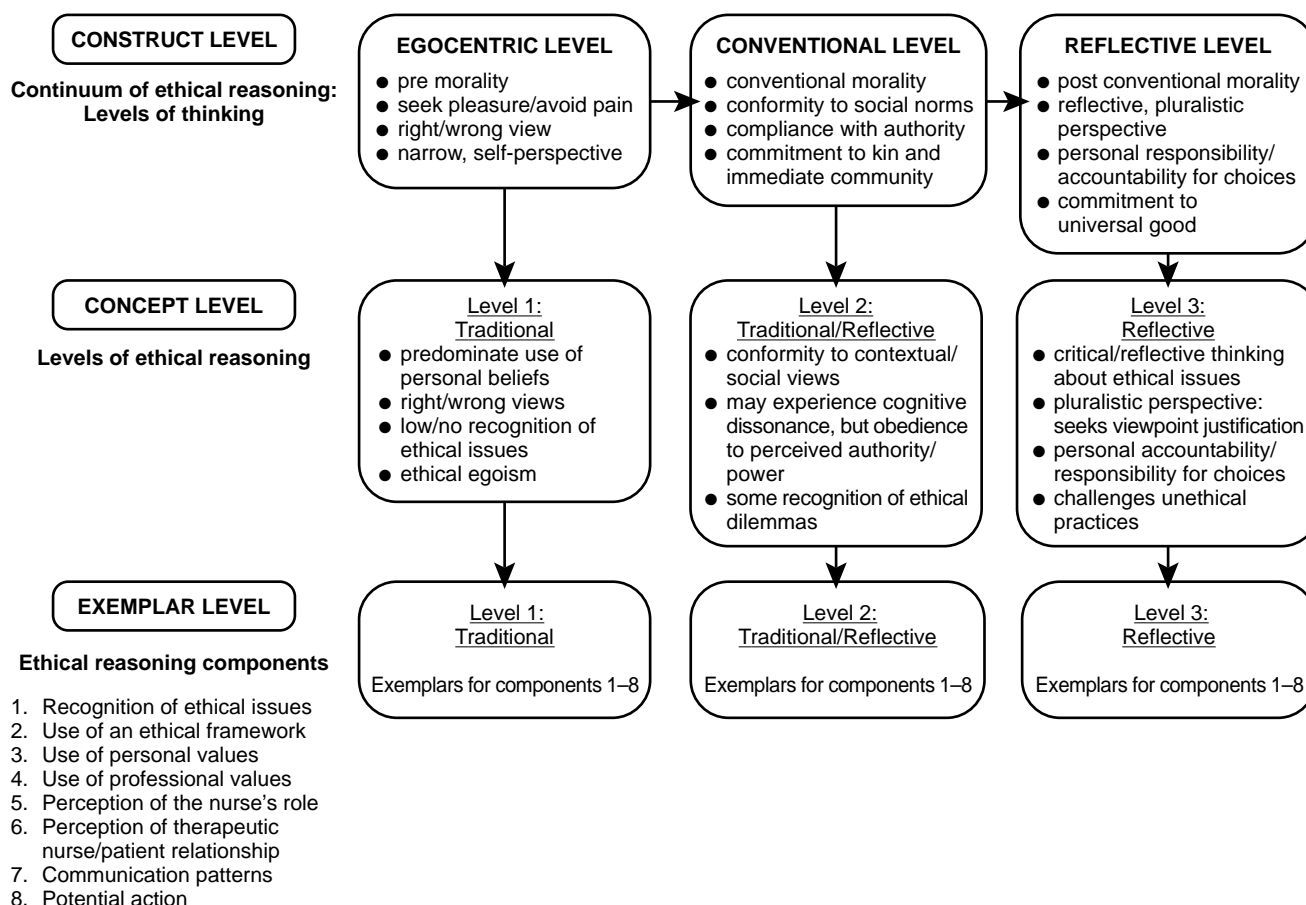 CONSTRUCT LEVEL
Continuum of ethical reasoning:
Levels of thinking
EGOCENTRIC LEVEL
● pre morality
● seek pleasure/avoid pain
● right/wrong view
● narrow, self-perspective
CONVENTIONAL LEVEL
● conventional morality
● conformity to social norms
● compliance with authority
● commitment to kin and
immediate community
REFLECTIVE LEVEL
● post conventional morality
● reflective, pluralistic
perspective
● personal responsibility/
accountability for choices
● commitment to
universal good
CONCEPT LEVEL
Levels of ethical reasoning
Level 1:
Traditional
● predominate use of
personal beliefs
● right/wrong views
● low/no recognition of
ethical issues
● ethical egoism
Level 2:
Traditional/Reflective
● conformity to contextual/
social views
● may experience cognitive
dissonance, but obedience
to perceived authority/
power
● some recognition of ethical
dilemmas
Level 3:
Reflective
● critical/reflective thinking
about ethical issues
● pluralistic perspective:
seeks viewpoint justification
● personal accountability/
responsibility for choices
● challenges unethical
practices
EXEMPLAR LEVEL
Ethical reasoning components
1. Recognition of ethical issues
2. Use of an ethical framework
3. Use of personal values
4. Use of professional values
5. Perception of the nurse's role
6. Perception of therapeutic
nurse/patient relationship
7. Communication patterns
8. Potential action
Level 1:
Traditional
Exemplars for components 1–8
Level 2:
Traditional/Reflective
Exemplars for components 1–8
Level 3:
Reflective
Exemplars for components 1–8